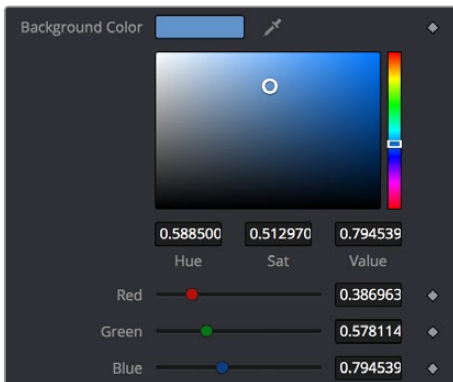 Background Color
0.588500 0.512970 0.794539
Hue Sat Value
Red 0.386963
Green 0.578114
Blue 0.794539